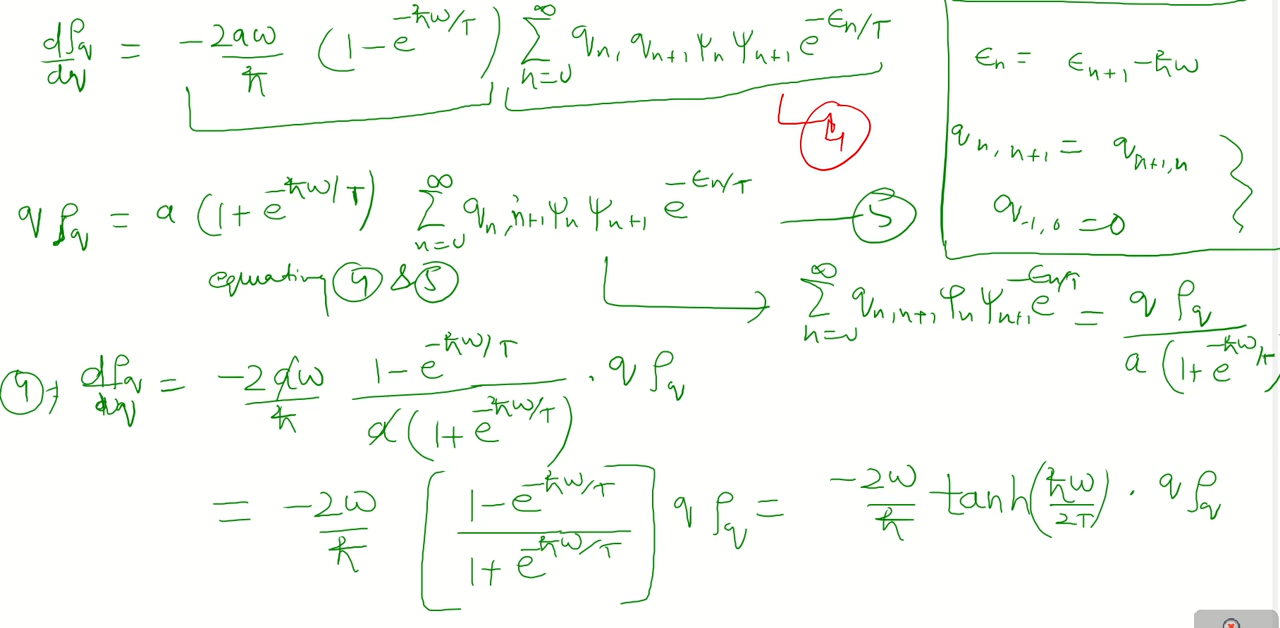 dρ_q/dq = -2aω/ħ (1 - e^{-ħω/T}) Σ_{n=0}^{∞} q_{n,} q_{n+1} ψ_n ψ_{n+1} e^{-ϵ_n/T}
④
ϵ_n = ϵ_{n+1} - ħω
q_{n,n+1} = q_{n+1,n}
q_{-1,0} = 0
q ρ_q = a (1 + e^{-ħω/T}) Σ_{n=0}^{∞} q_{n,n+1} ψ_n ψ_{n+1} e^{-ϵ_n/T} — ⑤
equating ④ & ⑤
Σ_{n=0}^{∞} q_{n,n+1} φ_n ψ_{n+1} e^{-ϵ_n/T} = q ρ_q / a (1 + e^{-ħω/T}
④ ⇒ dρ_q/dq = -2aω/ħ (1 - e^{-ħω/T}) / a(1 + e^{-ħω/T}) . q ρ_q
= -2ω/ħ [ 1 - e^{-ħω/T} / 1 + e^{-ħω/T} ] q ρ_q = -2ω/ħ tanh(ħω/2T) . q ρ_q